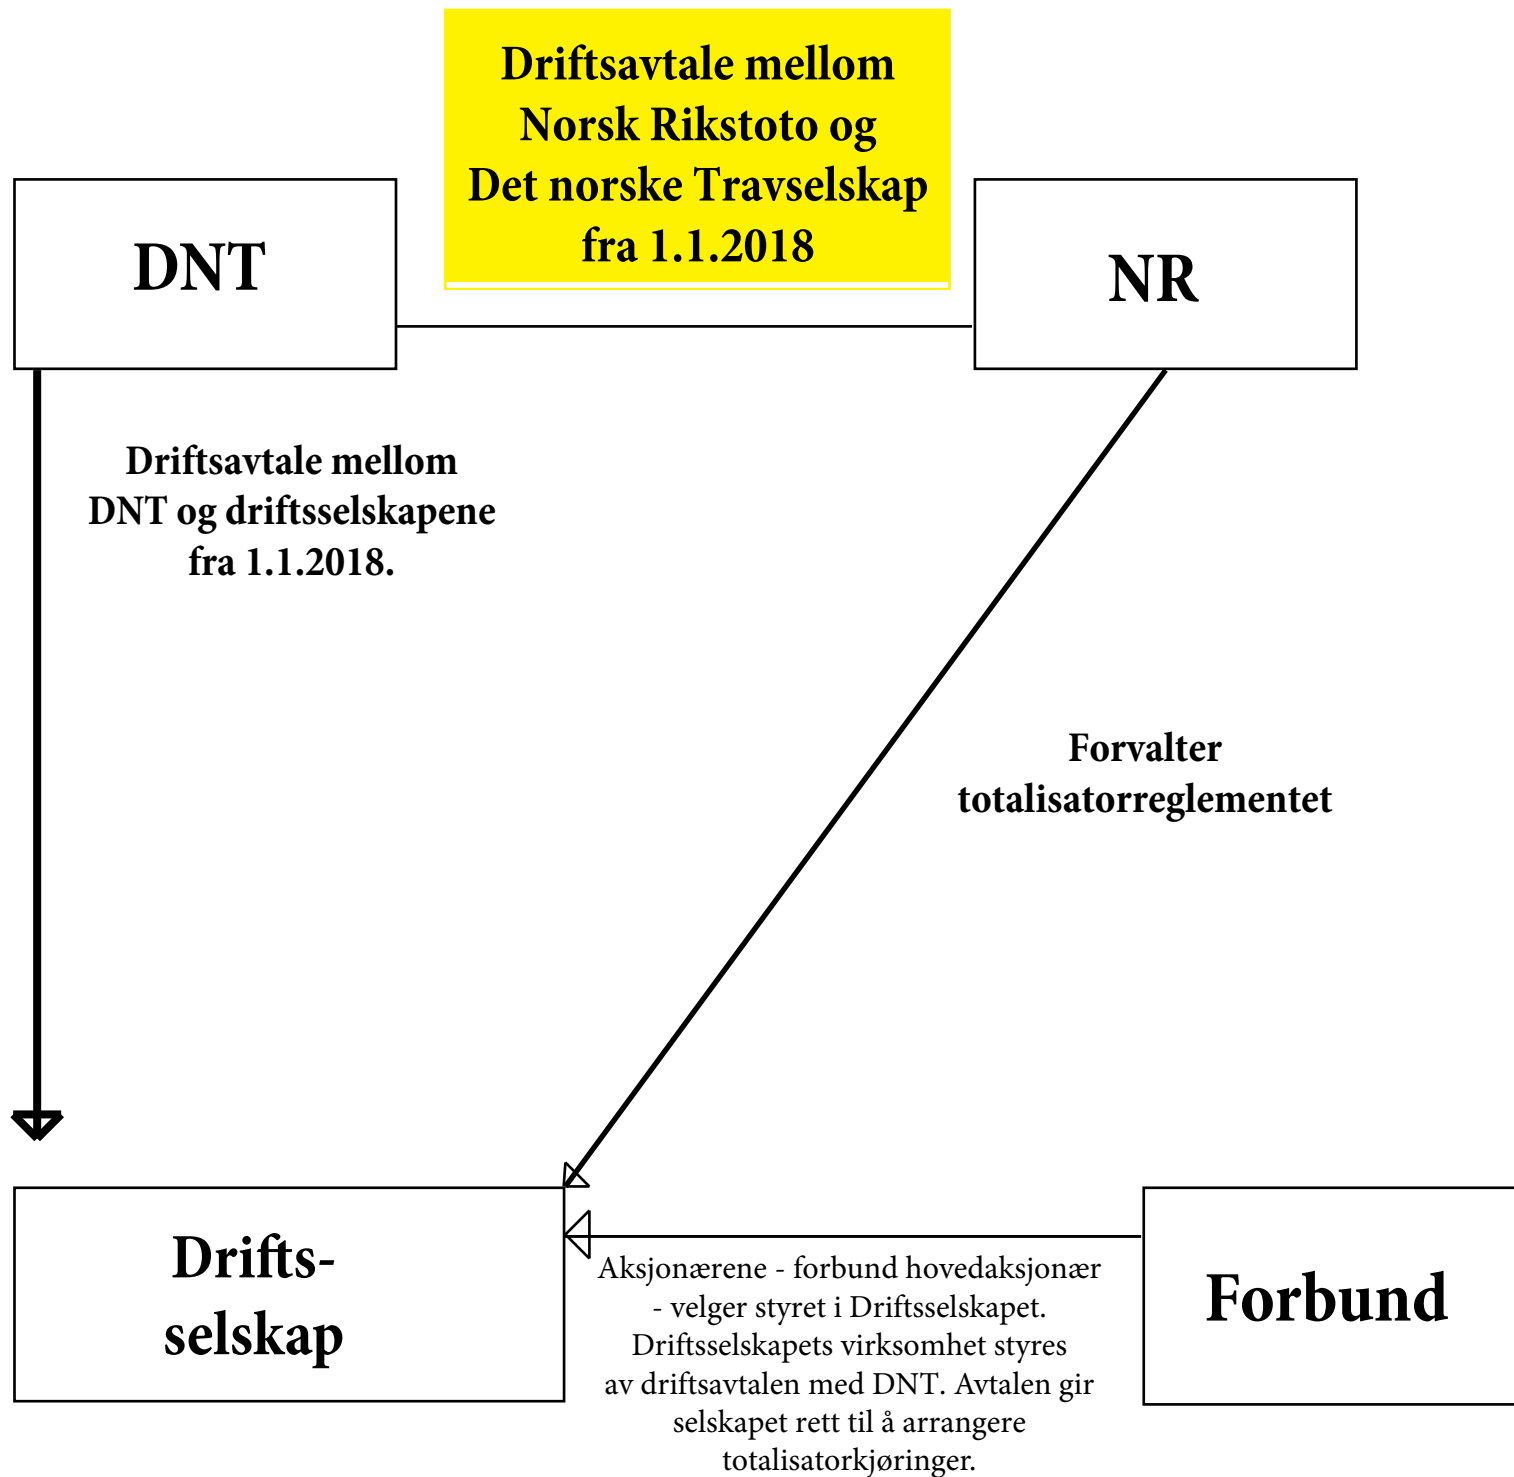 Driftsavtale mellom
Norsk Rikstoto og
Det norske Travselskap
fra 1.1.2018
DNT
NR
Driftsavtale mellom
DNT og driftsselskapene
fra 1.1.2018.
Forvalter
totalisatorreglementet
Drifts-
selskap
Aksjonærene - forbund hovedaksjonær
- velger styret i Driftsselskapet.
Driftsselskapets virksomhet styres
av driftsavtalen med DNT. Avtalen gir
selskapet rett til å arrangere
totalisatorkjøringer.
Forbund